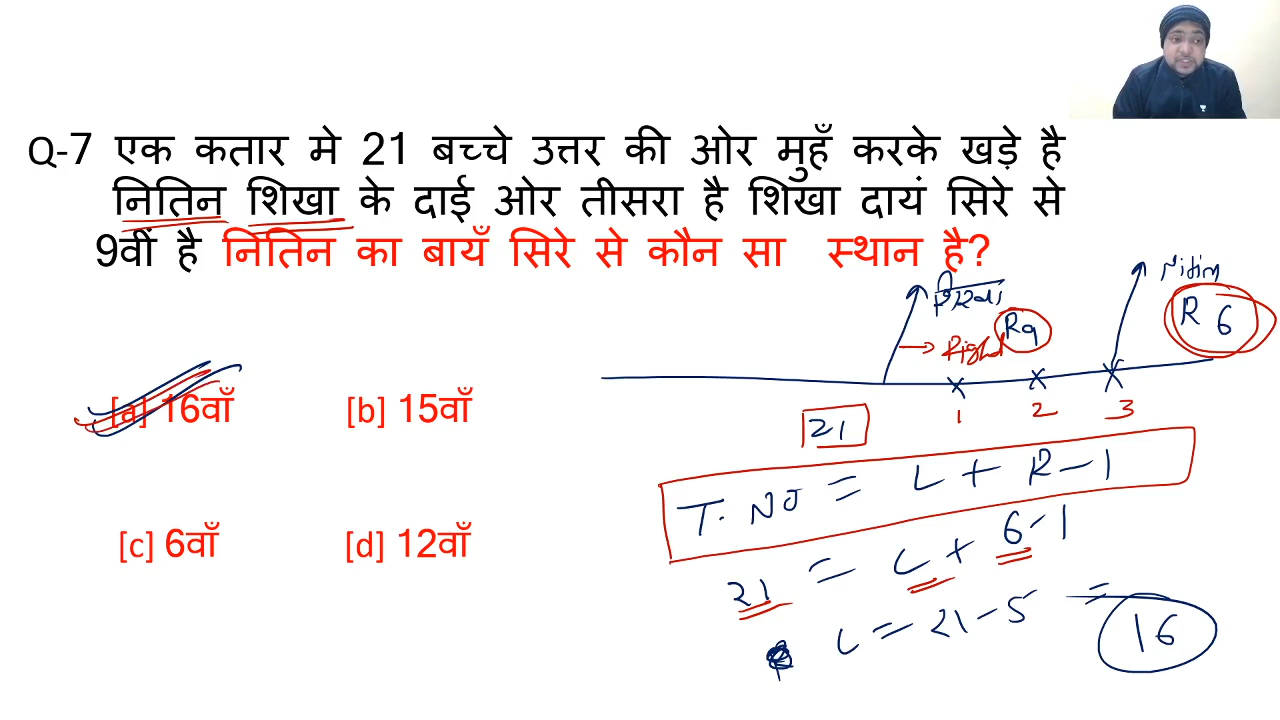 Q-7 एक कतार मे 21 बच्चे उत्तर की ओर मुहँ करके खड़े है
नितिन शिखा के दाई ओर तीसरा है शिखा दायं सिरे से
9वीं है नितिन का बायँ सिरे से कौन सा स्थान है?
Nitin
R 6
R9
Right
[a] 16वाँ [b] 15वाँ
1 2 3
21
T. NO = L + R - 1
[c] 6वाँ [d] 12वाँ
21 = L + 6 - 1
L = 21 - 5 = 16